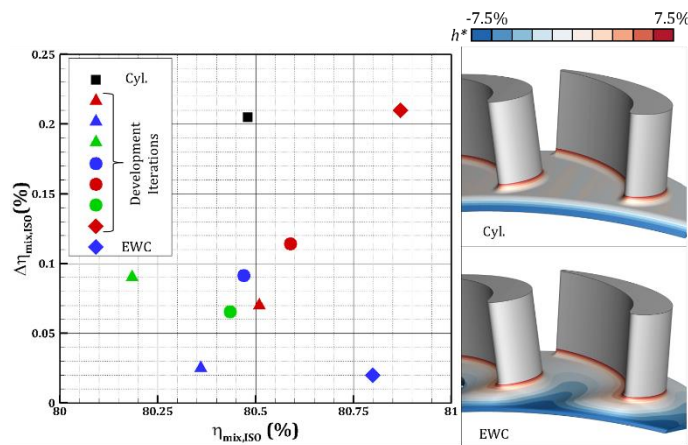 -7.5%
7.5%
h*
0.25
0.2
0.15
0.1
0.05
0
Δη_mix,ISO (%)
Cyl.
Development
Iterations
EWC
80
80.25
80.5
80.75
81
η_mix,ISO (%)
Cyl.
EWC